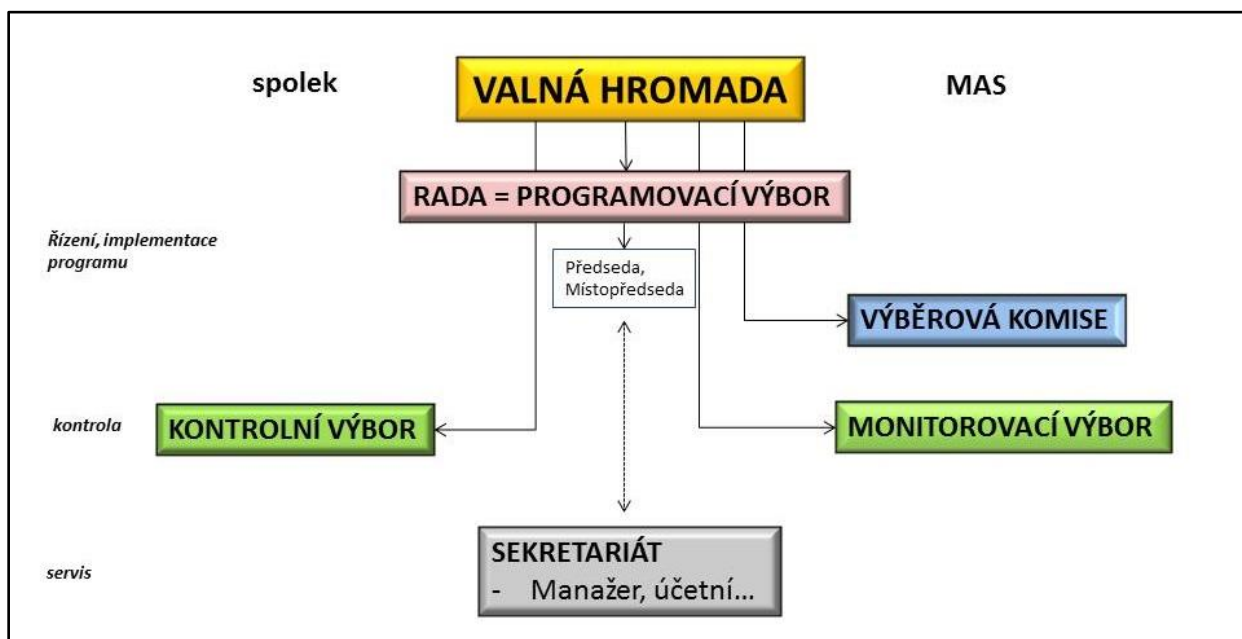 spolek
VALNÁ HROMADA
MAS
RADA = PROGRAMOVACÍ VÝBOR
Řízení, implementace
programu
Předseda,
Místopředseda
VÝBĚROVÁ KOMISE
kontrola
KONTROLNÍ VÝBOR
MONITOROVACÍ VÝBOR
SEKRETARIÁT
- Manažer, účetní...
servis